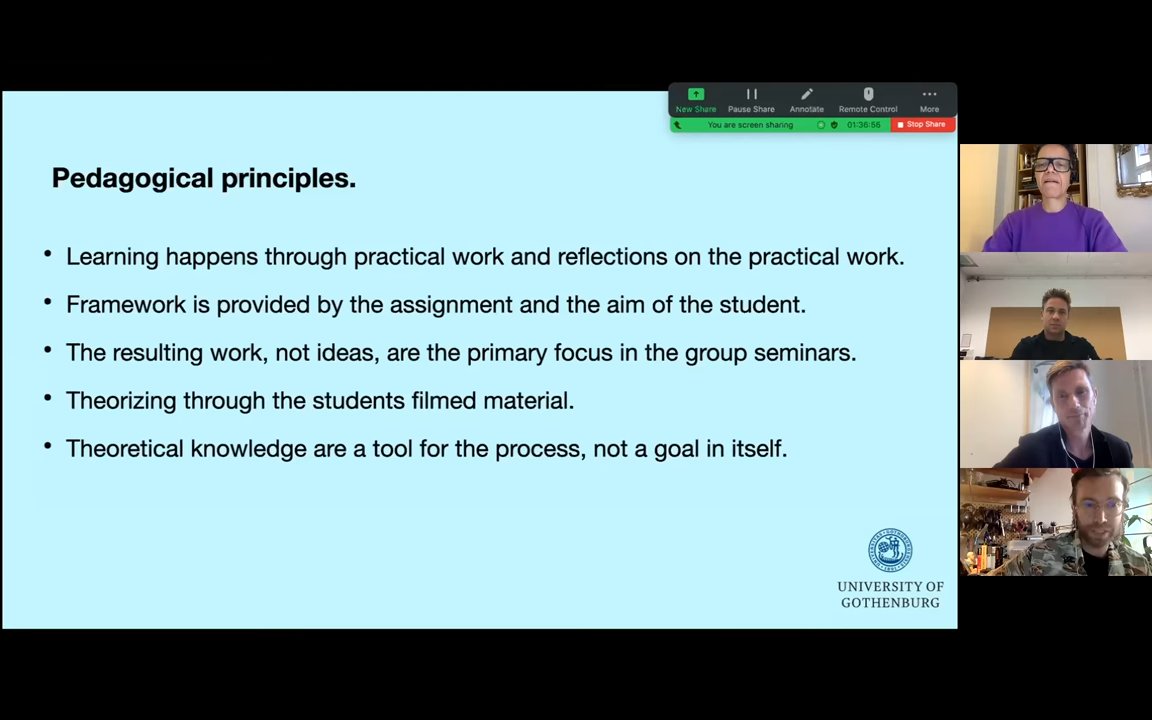 New Share
Pause Share
Annotate
Remote Control
More
You are screen sharing
01:36:56
Stop Share
Pedagogical principles.
• Learning happens through practical work and reflections on the practical work.
• Framework is provided by the assignment and the aim of the student.
• The resulting work, not ideas, are the primary focus in the group seminars.
• Theorizing through the students filmed material.
• Theoretical knowledge are a tool for the process, not a goal in itself.
UNIVERSITY OF
GOTHENBURG